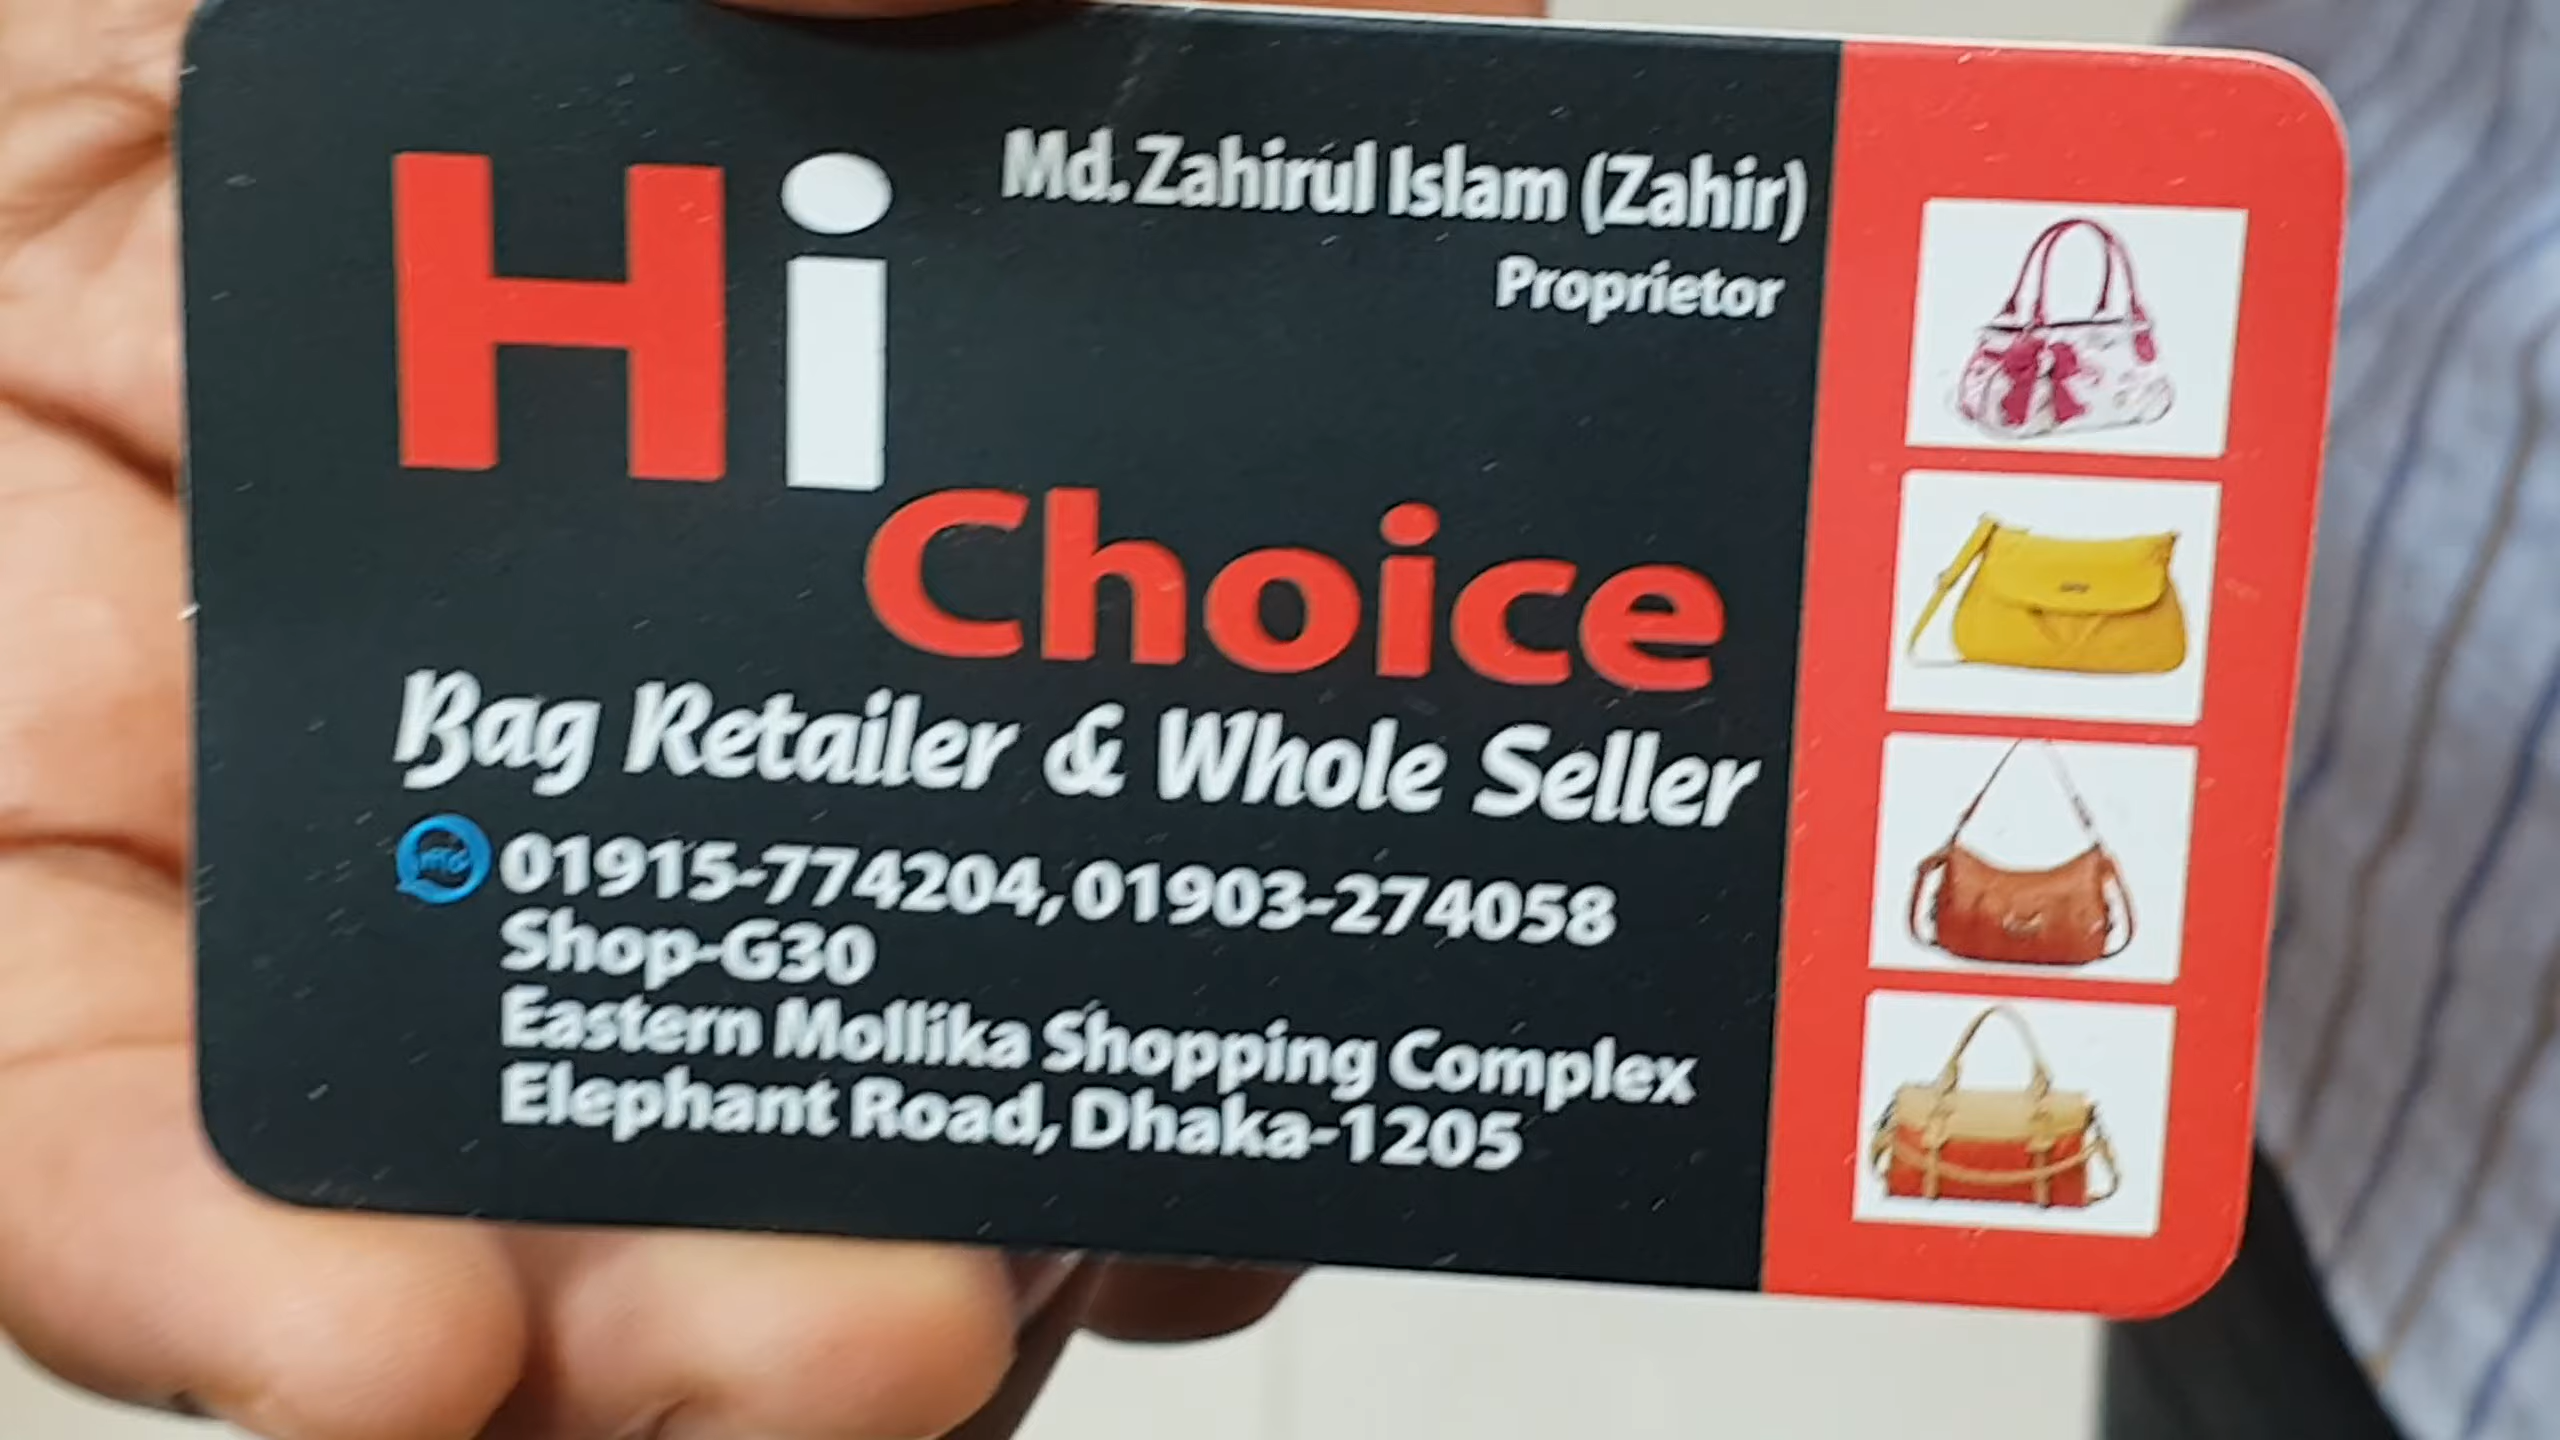 Hi
Md. Zahirul Islam (Zahir)
Proprietor
Choice
Bag Retailer & Whole Seller
imo 01915-774204, 01903-274058
Shop-G30
Eastern Mollika Shopping Complex
Elephant Road, Dhaka-1205